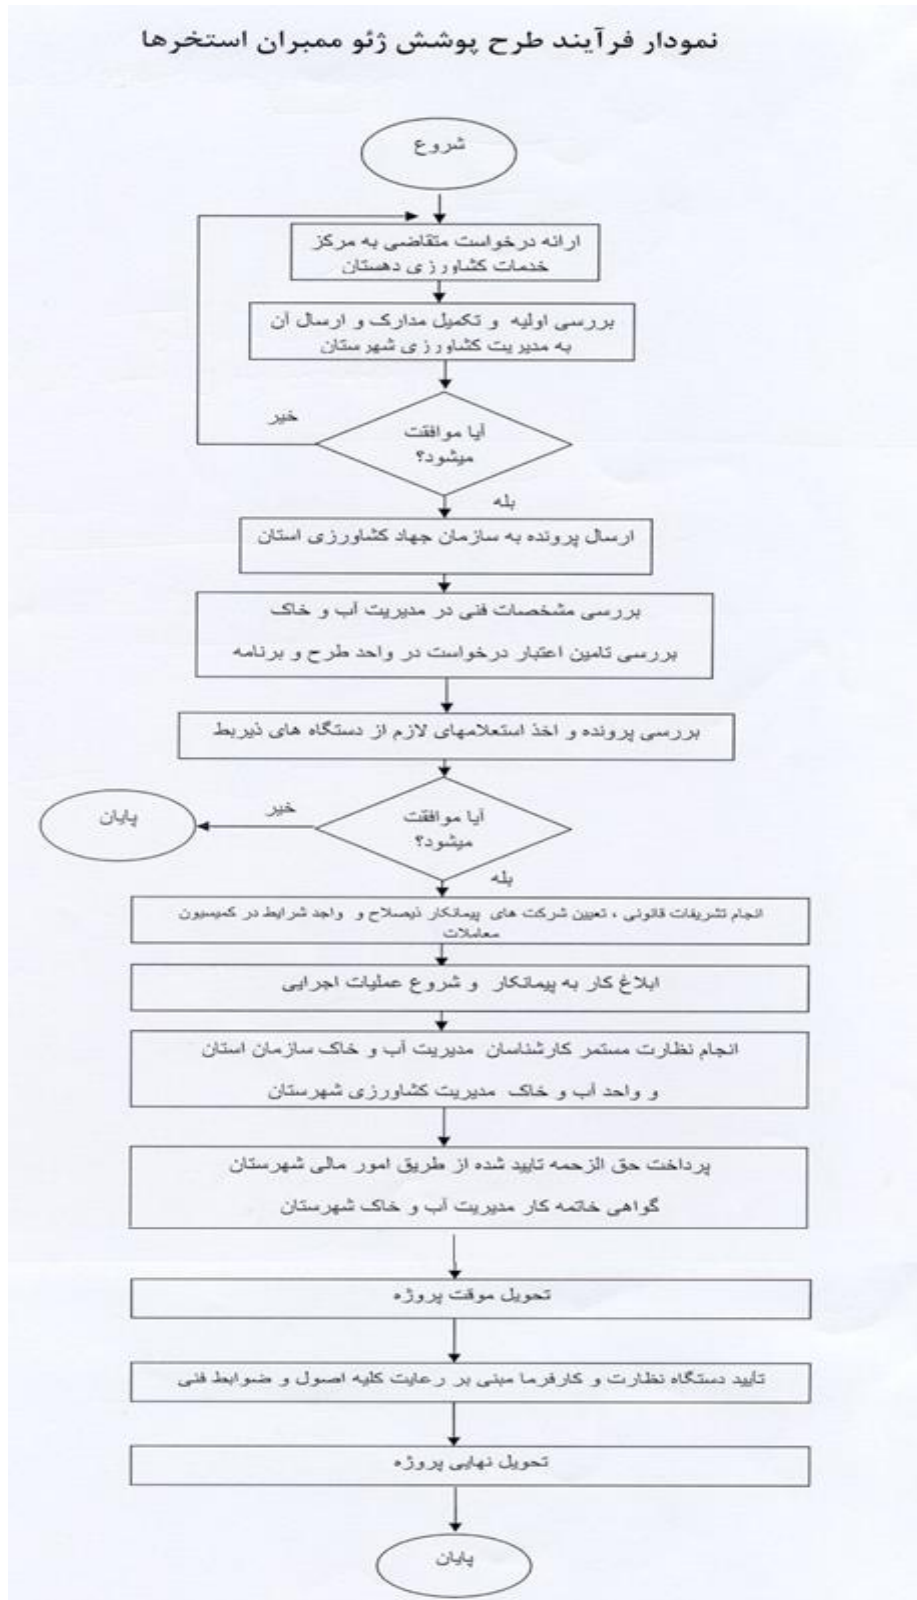 نمودار فرآیند طرح پوشش ژئو ممبران استخرها
شروع
ارائه درخواست متقاضی به مرکز
خدمات کشاورزی دهستان
بررسی اولیه و تکمیل مدارک و ارسال آن
به مدیریت کشاورزی شهرستان
خیر
آیا موافقت
میشود؟
بله
ارسال پرونده به سازمان جهاد کشاورزی استان
بررسی مشخصات فنی در مدیریت آب و خاک
بررسی تامین اعتبار درخواست در واحد طرح و برنامه
بررسی پرونده و اخذ استعلامهای لازم از دستگاه های ذیربط
آیا موافقت
میشود؟
خیر
پایان
بله
انجام تشریفات قانونی ، تعیین شرکت های پیمانکار ذیصلاح و واجد شرایط در کمیسیون
معاملات
ابلاغ کار به پیمانکار و شروع عملیات اجرایی
انجام نظارت مستمر کارشناسان مدیریت آب و خاک سازمان استان
و واحد آب و خاک مدیریت کشاورزی شهرستان
پرداخت حق الزحمه تایید شده از طریق امور مالی شهرستان
گواهی خاتمه کار مدیریت آب و خاک شهرستان
تحویل موقت پروژه
تأیید دستگاه نظارت و کارفرما مبنی بر رعایت کلیه اصول و ضوابط فنی
تحویل نهایی پروژه
پایان